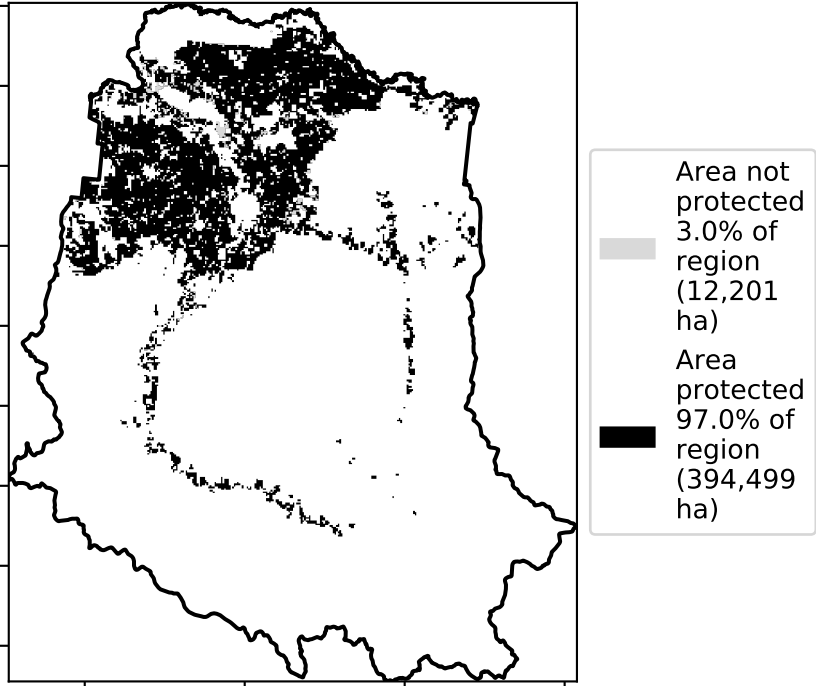 Area not
protected
3.0% of
region
(12,201
ha)
Area
protected
97.0% of
region
(394,499
ha)